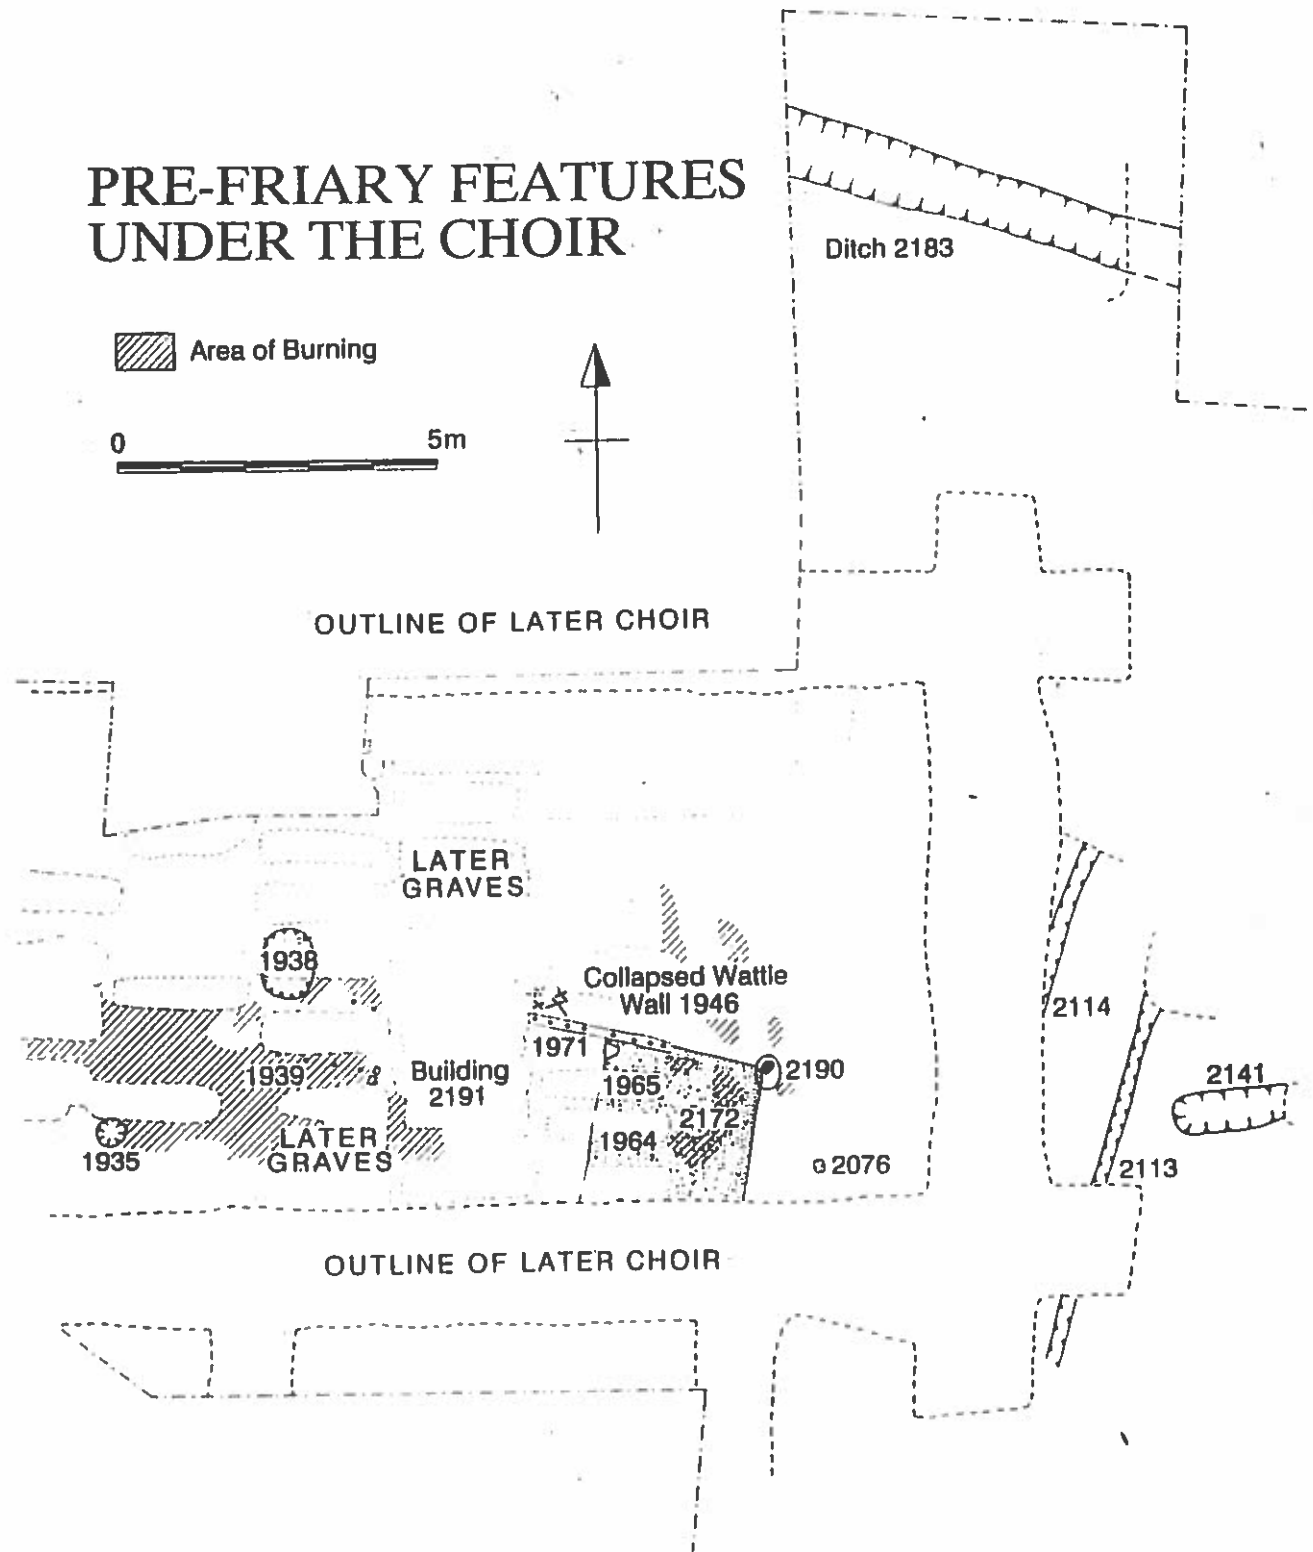 PRE-FRIARY FEATURES
UNDER THE CHOIR
Ditch 2183
Area of Burning
0 5m
OUTLINE OF LATER CHOIR
LATER
GRAVES
1938
Collapsed Wattle
Wall 1946
2114
1971
2190
1939
Building
2191
1965
2141
2172
1964
LATER
GRAVES
1935
2076
2113
OUTLINE OF LATER CHOIR